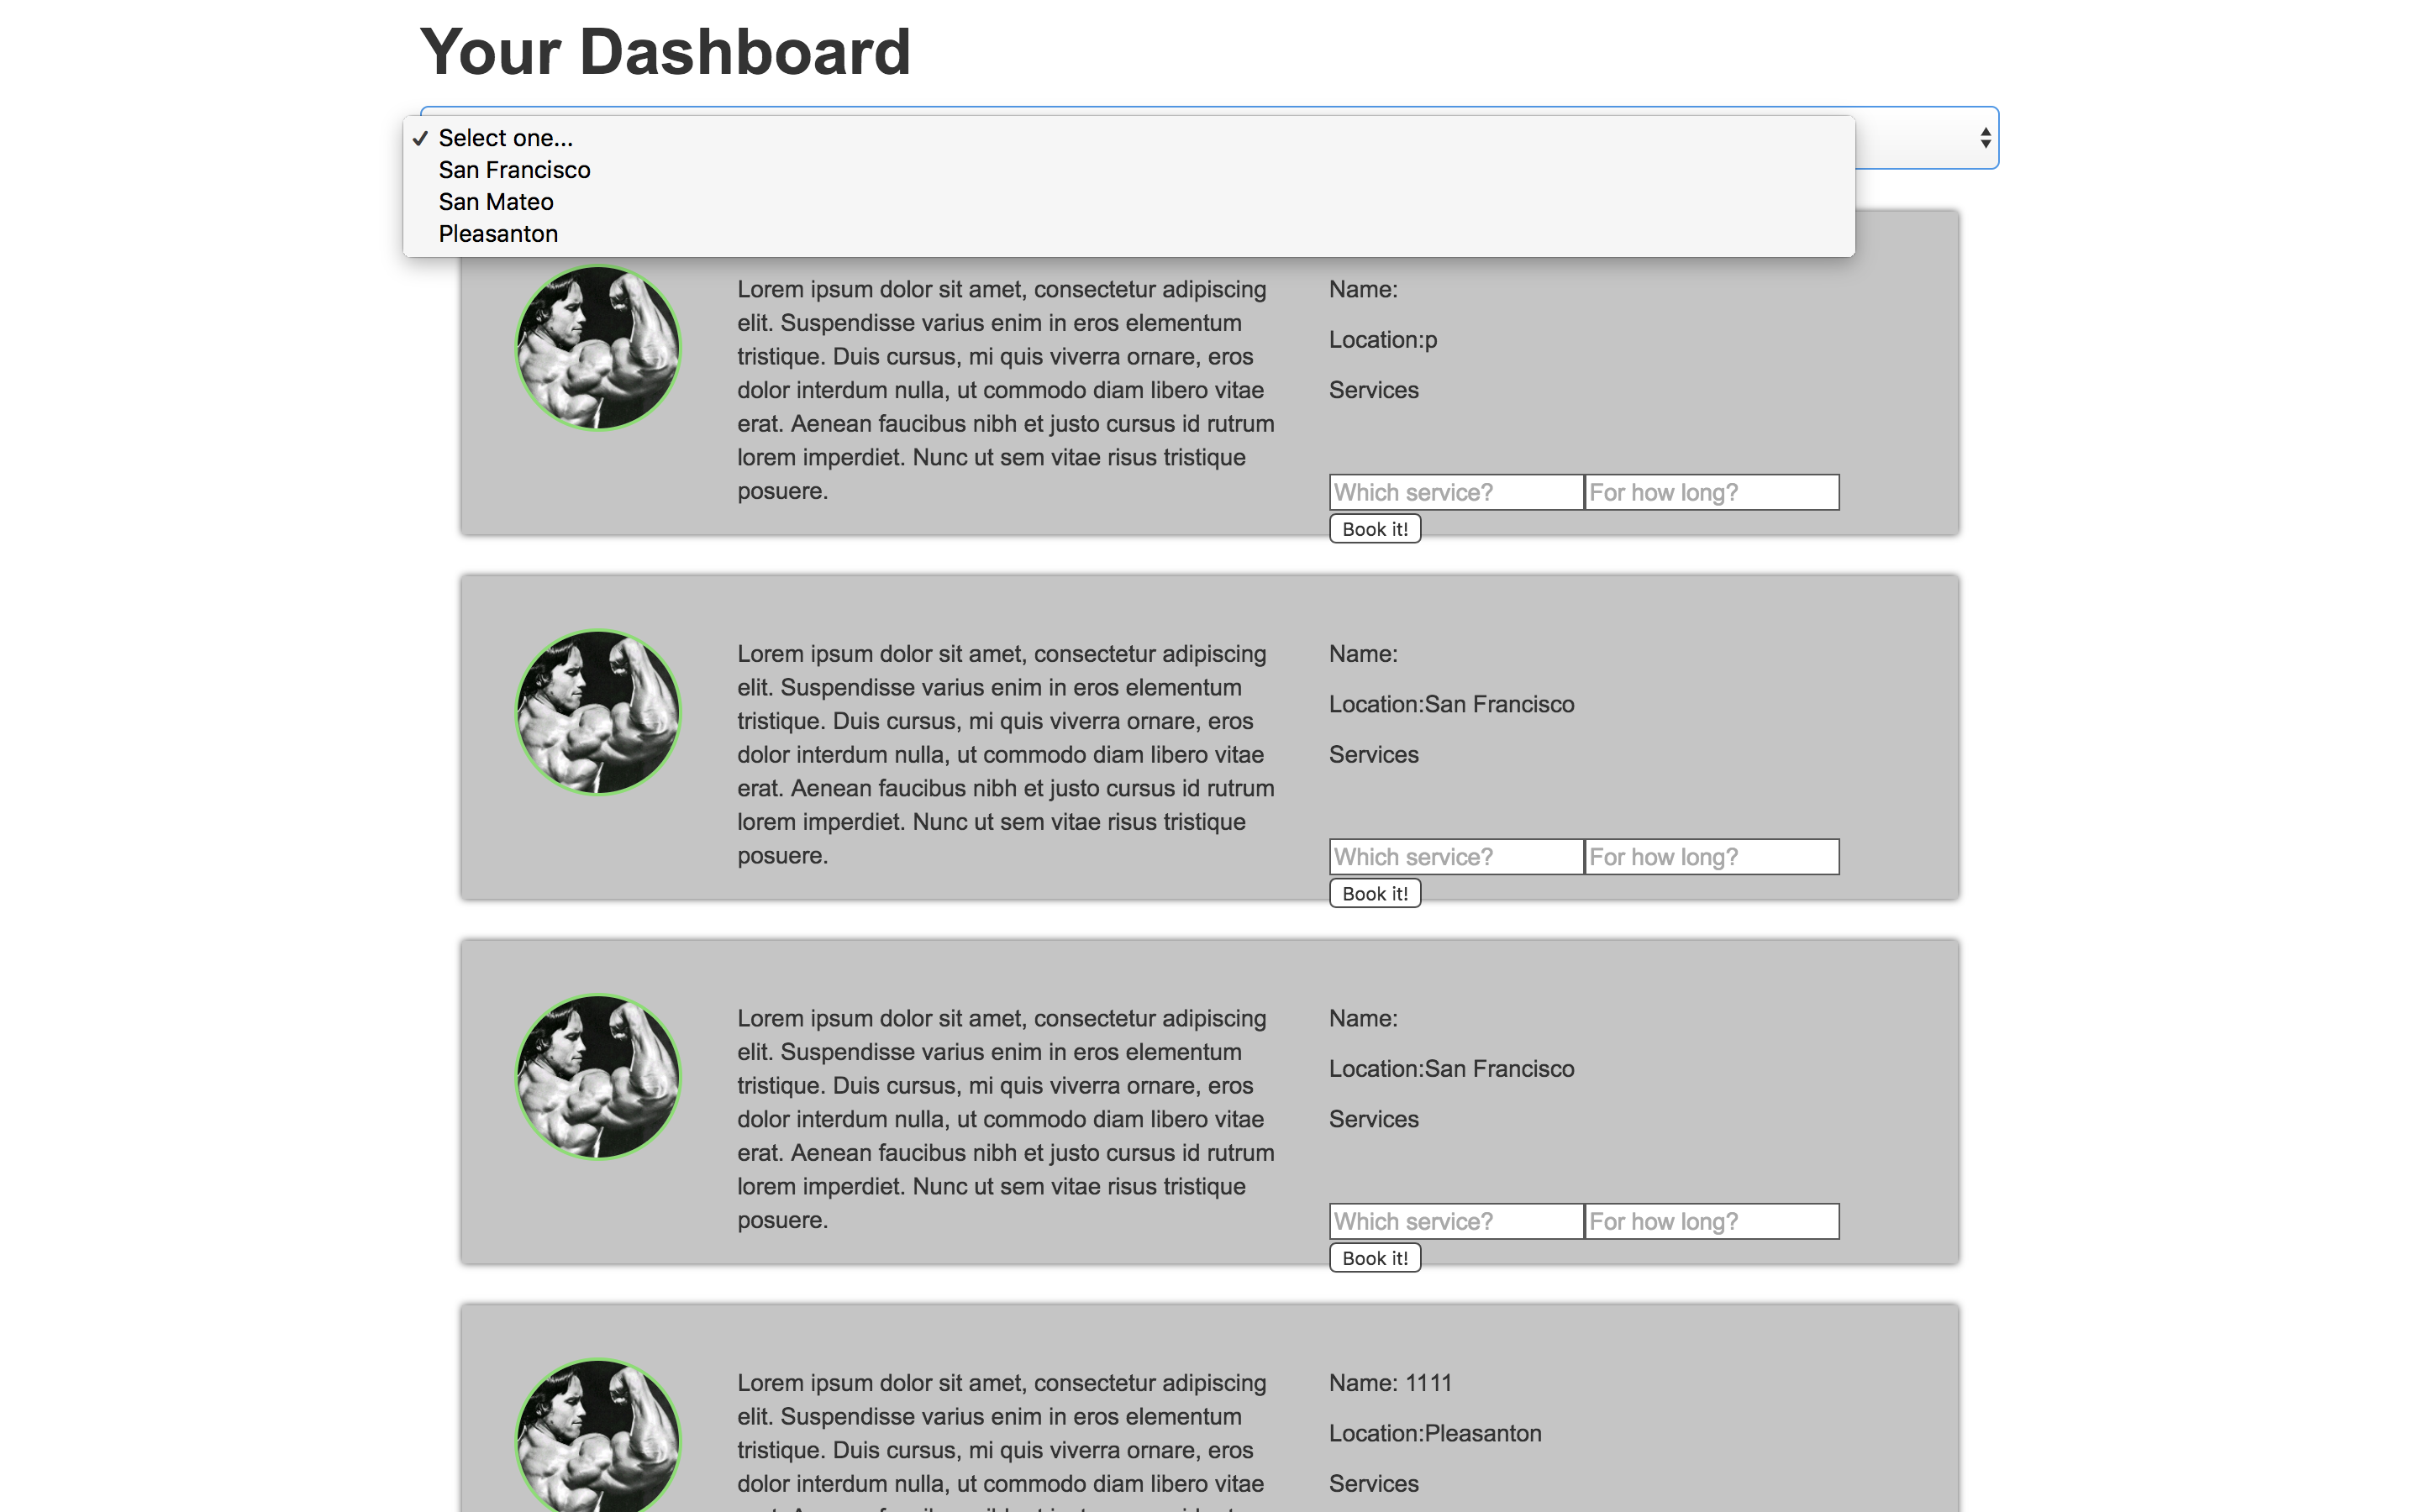 Your Dashboard
✓ Select one...
San Francisco
San Mateo
Pleasanton
Lorem ipsum dolor sit amet, consectetur adipiscing
elit. Suspendisse varius enim in eros elementum
tristique. Duis cursus, mi quis viverra ornare, eros
dolor interdum nulla, ut commodo diam libero vitae
erat. Aenean faucibus nibh et justo cursus id rutrum
lorem imperdiet. Nunc ut sem vitae risus tristique
posuere.
Name:
Location:p
Services
Which service? For how long?
Book it!
Lorem ipsum dolor sit amet, consectetur adipiscing
elit. Suspendisse varius enim in eros elementum
tristique. Duis cursus, mi quis viverra ornare, eros
dolor interdum nulla, ut commodo diam libero vitae
erat. Aenean faucibus nibh et justo cursus id rutrum
lorem imperdiet. Nunc ut sem vitae risus tristique
posuere.
Name:
Location:San Francisco
Services
Which service? For how long?
Book it!
Lorem ipsum dolor sit amet, consectetur adipiscing
elit. Suspendisse varius enim in eros elementum
tristique. Duis cursus, mi quis viverra ornare, eros
dolor interdum nulla, ut commodo diam libero vitae
erat. Aenean faucibus nibh et justo cursus id rutrum
lorem imperdiet. Nunc ut sem vitae risus tristique
posuere.
Name:
Location:San Francisco
Services
Which service? For how long?
Book it!
Lorem ipsum dolor sit amet, consectetur adipiscing
elit. Suspendisse varius enim in eros elementum
tristique. Duis cursus, mi quis viverra ornare, eros
dolor interdum nulla, ut commodo diam libero vitae
Name: 1111
Location:Pleasanton
Services